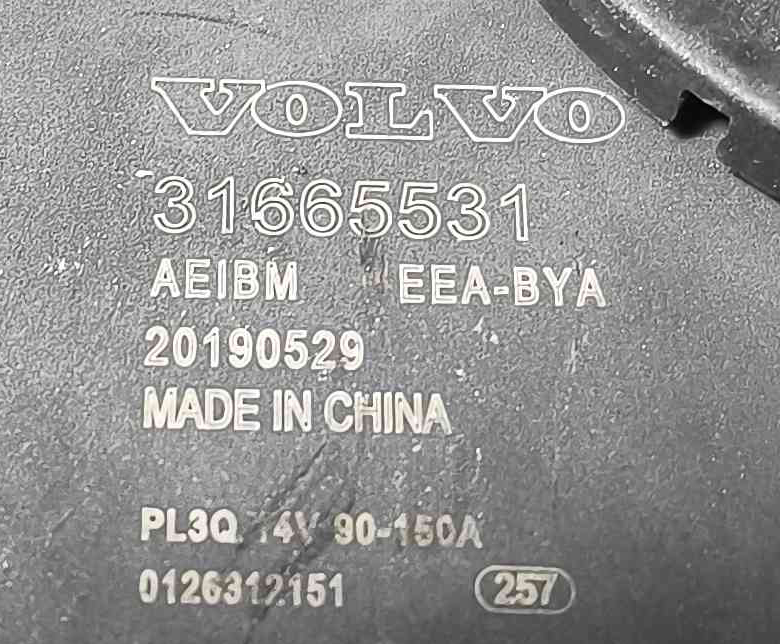 VOLVO
31665531
AEIBM EEA-BYA
20190529
MADE IN CHINA
PL3Q 14V 90-150A
0126312151 257